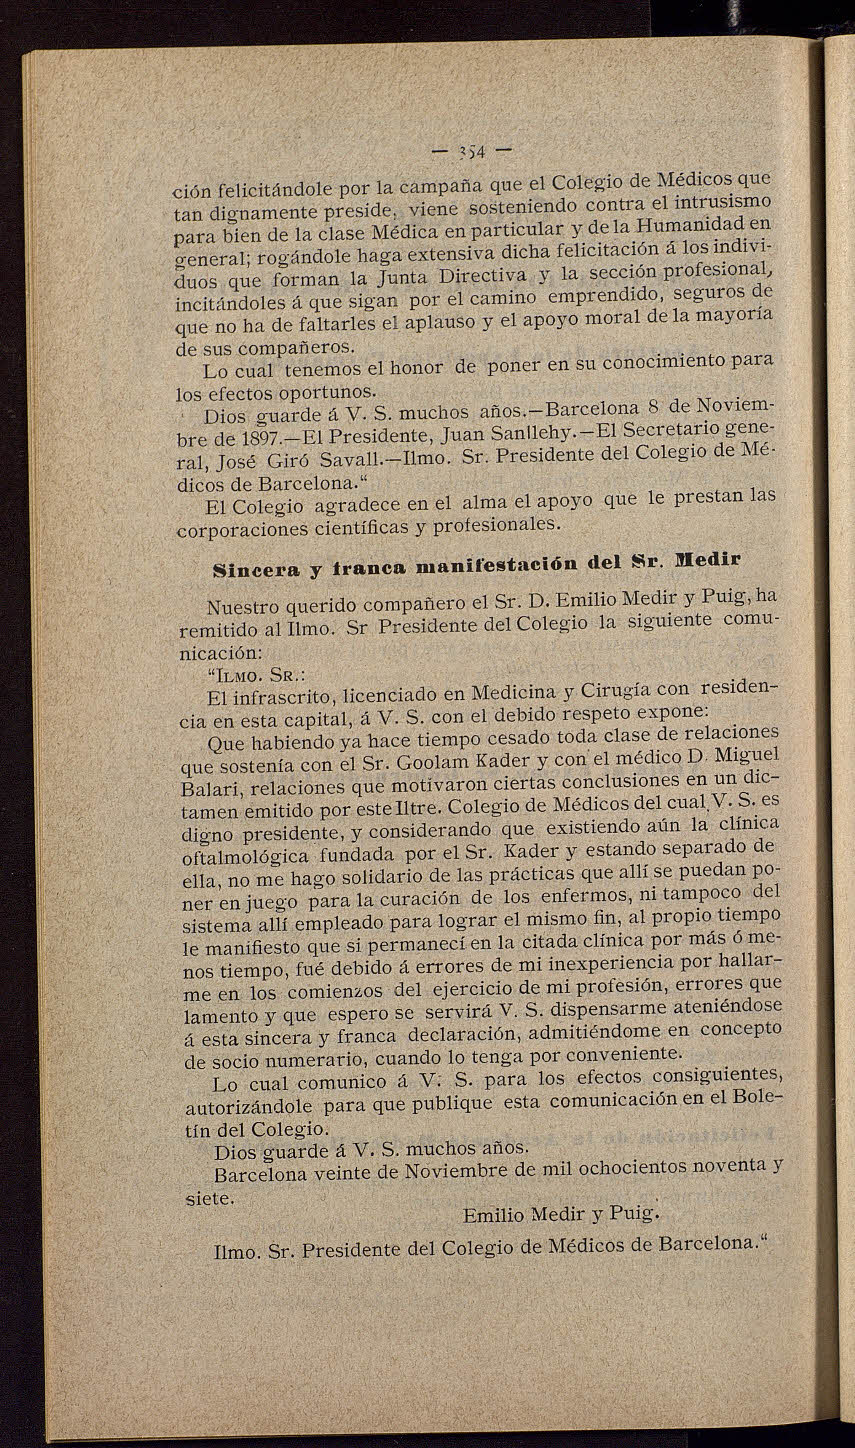 — 354 —
ción felicitándole por la campaña que el Colegio de Médicos que
tan dignamente preside, viene sosteniendo contra el intrusismo
para bien de la clase Médica en particular y de la Humanidad en
general; rogándole haga extensiva dicha felicitación á los indivi-
duos que forman la Junta Directiva y la sección profesional,
incitándoles á que sigan por el camino emprendido, seguros de
que no ha de faltarles el aplauso y el apoyo moral de la mayoría
de sus compañeros.
Lo cual tenemos el honor de poner en su conocimiento para
los efectos oportunos.
Dios guarde á V. S. muchos años.—Barcelona 8 de Noviem-
bre de 1897.—El Presidente, Juan Sanllehy.—El Secretario gene-
ral, José Giró Savall.—Ilmo. Sr. Presidente del Colegio de Mé-
dicos de Barcelona.“
El Colegio agradece en el alma el apoyo que le prestan las
corporaciones científicas y profesionales.
Sincera y franca manifestación del Sr. Medir
Nuestro querido compañero el Sr. D. Emilio Medir y Puig, ha
remitido al Ilmo. Sr Presidente del Colegio la siguiente comu-
nicación:
“ILMO. SR.:
El infrascrito, licenciado en Medicina y Cirugía con residen-
cia en esta capital, á V. S. con el debido respeto expone:
Que habiendo ya hace tiempo cesado toda clase de relaciones
que sostenía con el Sr. Goolam Kader y con el médico D. Miguel
Balari, relaciones que motivaron ciertas conclusiones en un dic-
tamen emitido por este Iltre. Colegio de Médicos del cual V. S. es
digno presidente, y considerando que existiendo aún la clínica
oftalmológica fundada por el Sr. Kader y estando separado de
ella, no me hago solidario de las prácticas que allí se puedan po-
ner en juego para la curación de los enfermos, ni tampoco del
sistema allí empleado para lograr el mismo fin, al propio tiempo
le manifiesto que si permanecí en la citada clínica por más ó me-
nos tiempo, fué debido á errores de mi inexperiencia por hallar-
me en los comienzos del ejercicio de mi profesión, errores que
lamento y que espero se servirá V. S. dispensarme ateniéndose
á esta sincera y franca declaración, admitiéndome en concepto
de socio numerario, cuando lo tenga por conveniente.
Lo cual comunico á V. S. para los efectos consiguientes,
autorizándole para que publique esta comunicación en el Bole-
tín del Colegio.
Dios guarde á V. S. muchos años.
Barcelona veinte de Noviembre de mil ochocientos noventa y
siete.
Emilio Medir y Puig.
Ilmo. Sr. Presidente del Colegio de Médicos de Barcelona.“